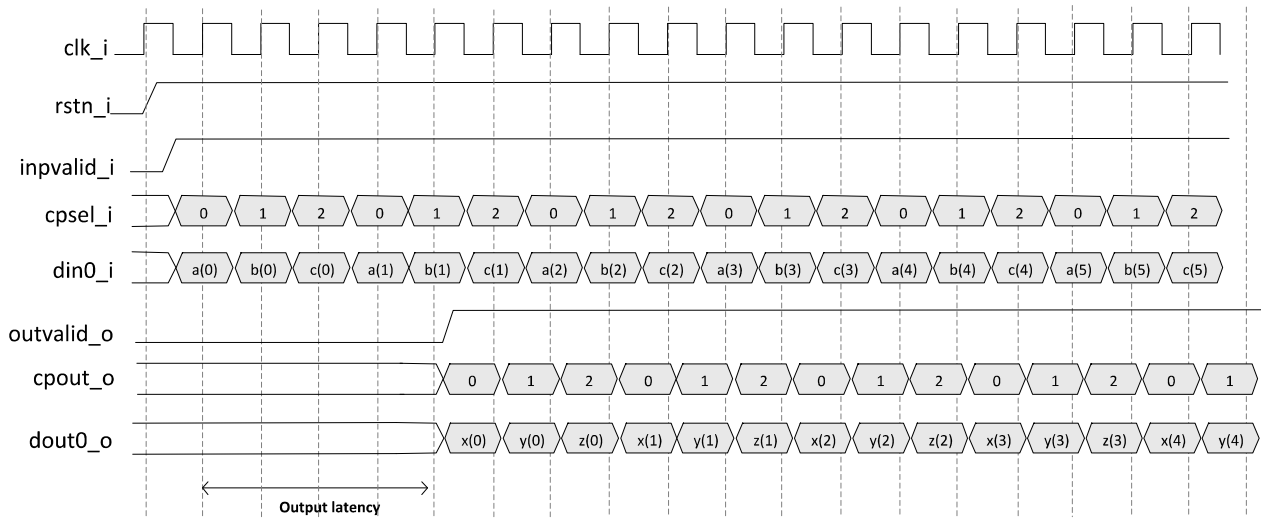 clk_i
rstn_i
inpvalid_i
cpsel_i 0 1 2 0 1 2 0 1 2 0 1 2 0 1 2 0 1 2
din0_i a(0) b(0) c(0) a(1) b(1) c(1) a(2) b(2) c(2) a(3) b(3) c(3) a(4) b(4) c(4) a(5) b(5) c(5)
outvalid_o
cpout_o 0 1 2 0 1 2 0 1 2 0 1 2 0 1
dout0_o x(0) y(0) z(0) x(1) y(1) z(1) x(2) y(2) z(2) x(3) y(3) z(3) x(4) y(4)
Output latency